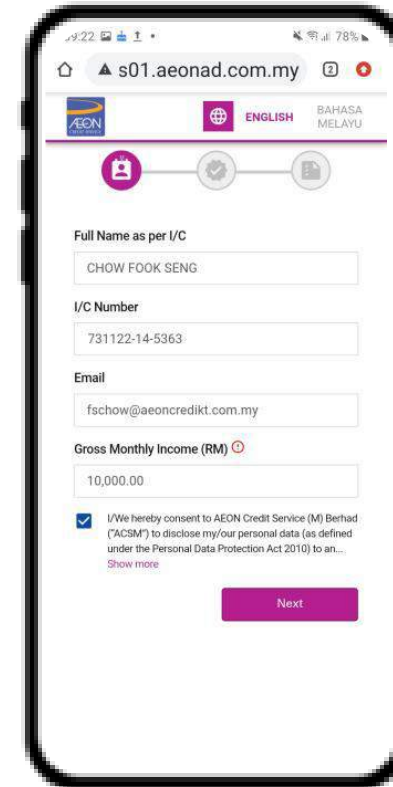 9:22 78%
s01.aeonad.com.my 2
AEON
CREDIT SERVICE
ENGLISH
BAHASA
MELAYU
Full Name as per I/C
CHOW FOOK SENG
I/C Number
731122-14-5363
Email
fschow@aeoncredikt.com.my
Gross Monthly Income (RM)
10,000.00
I/We hereby consent to AEON Credit Service (M) Berhad
("ACSM") to disclose my/our personal data (as defined
under the Personal Data Protection Act 2010) to an...
Show more
Next